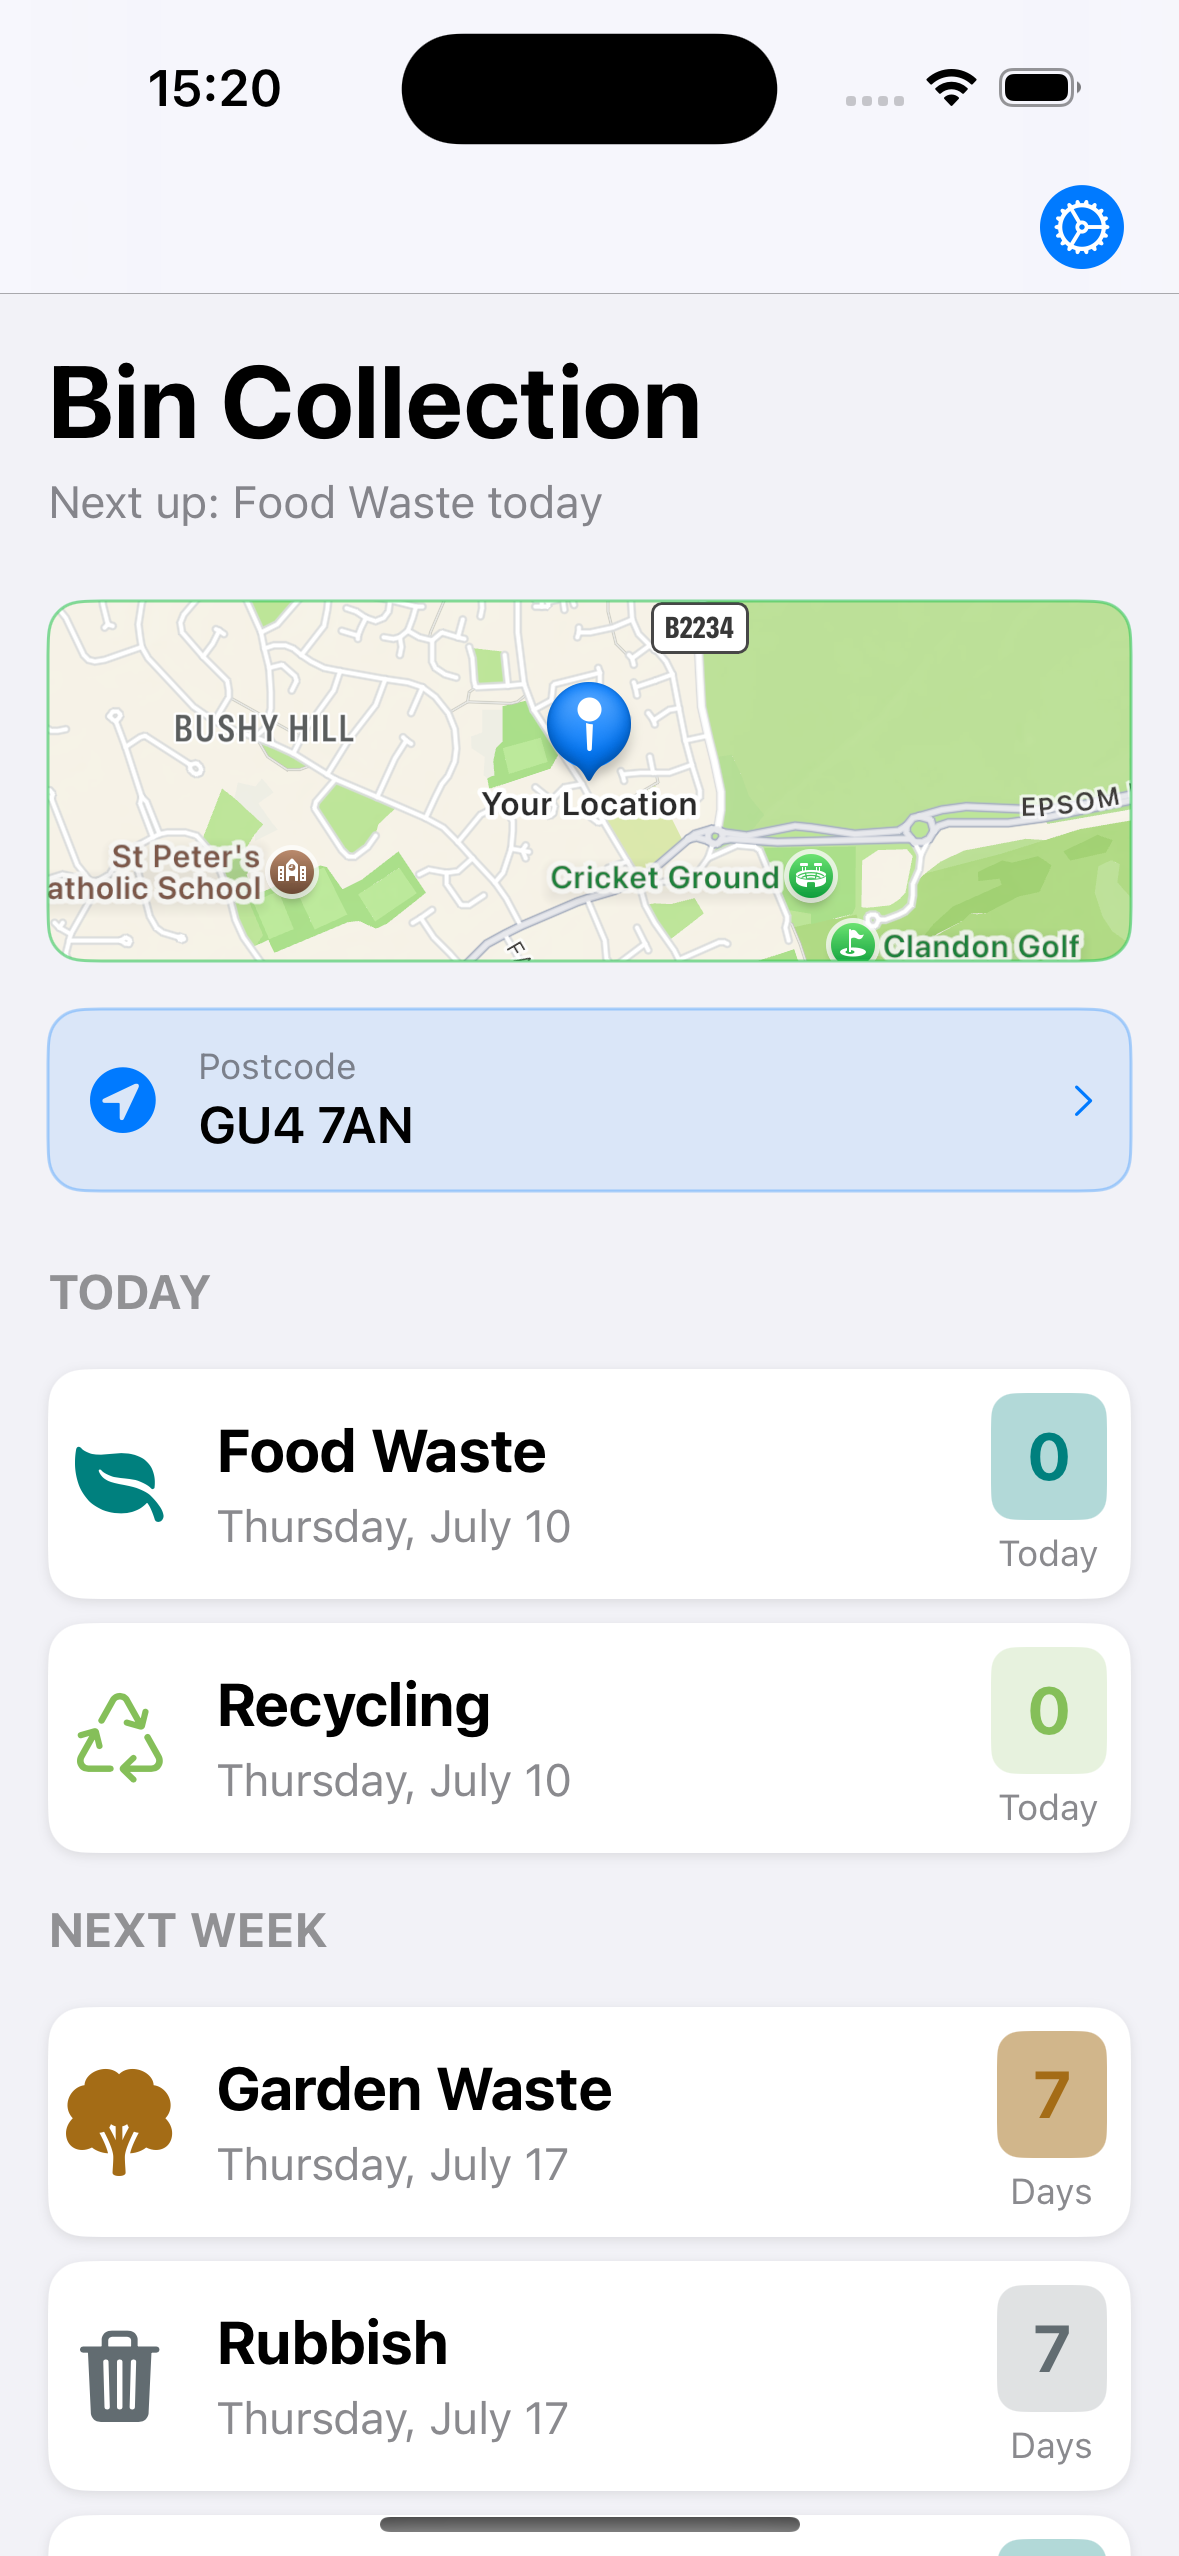 15:20
Bin Collection
Next up: Food Waste today
B2234
BUSHY HILL
Your Location
EPSOM
St Peter's
atholic School
Cricket Ground
Clandon Golf
Postcode
GU4 7AN
TODAY
Food Waste
Thursday, July 10
0
Today
Recycling
Thursday, July 10
0
Today
NEXT WEEK
Garden Waste
Thursday, July 17
7
Days
Rubbish
Thursday, July 17
7
Days